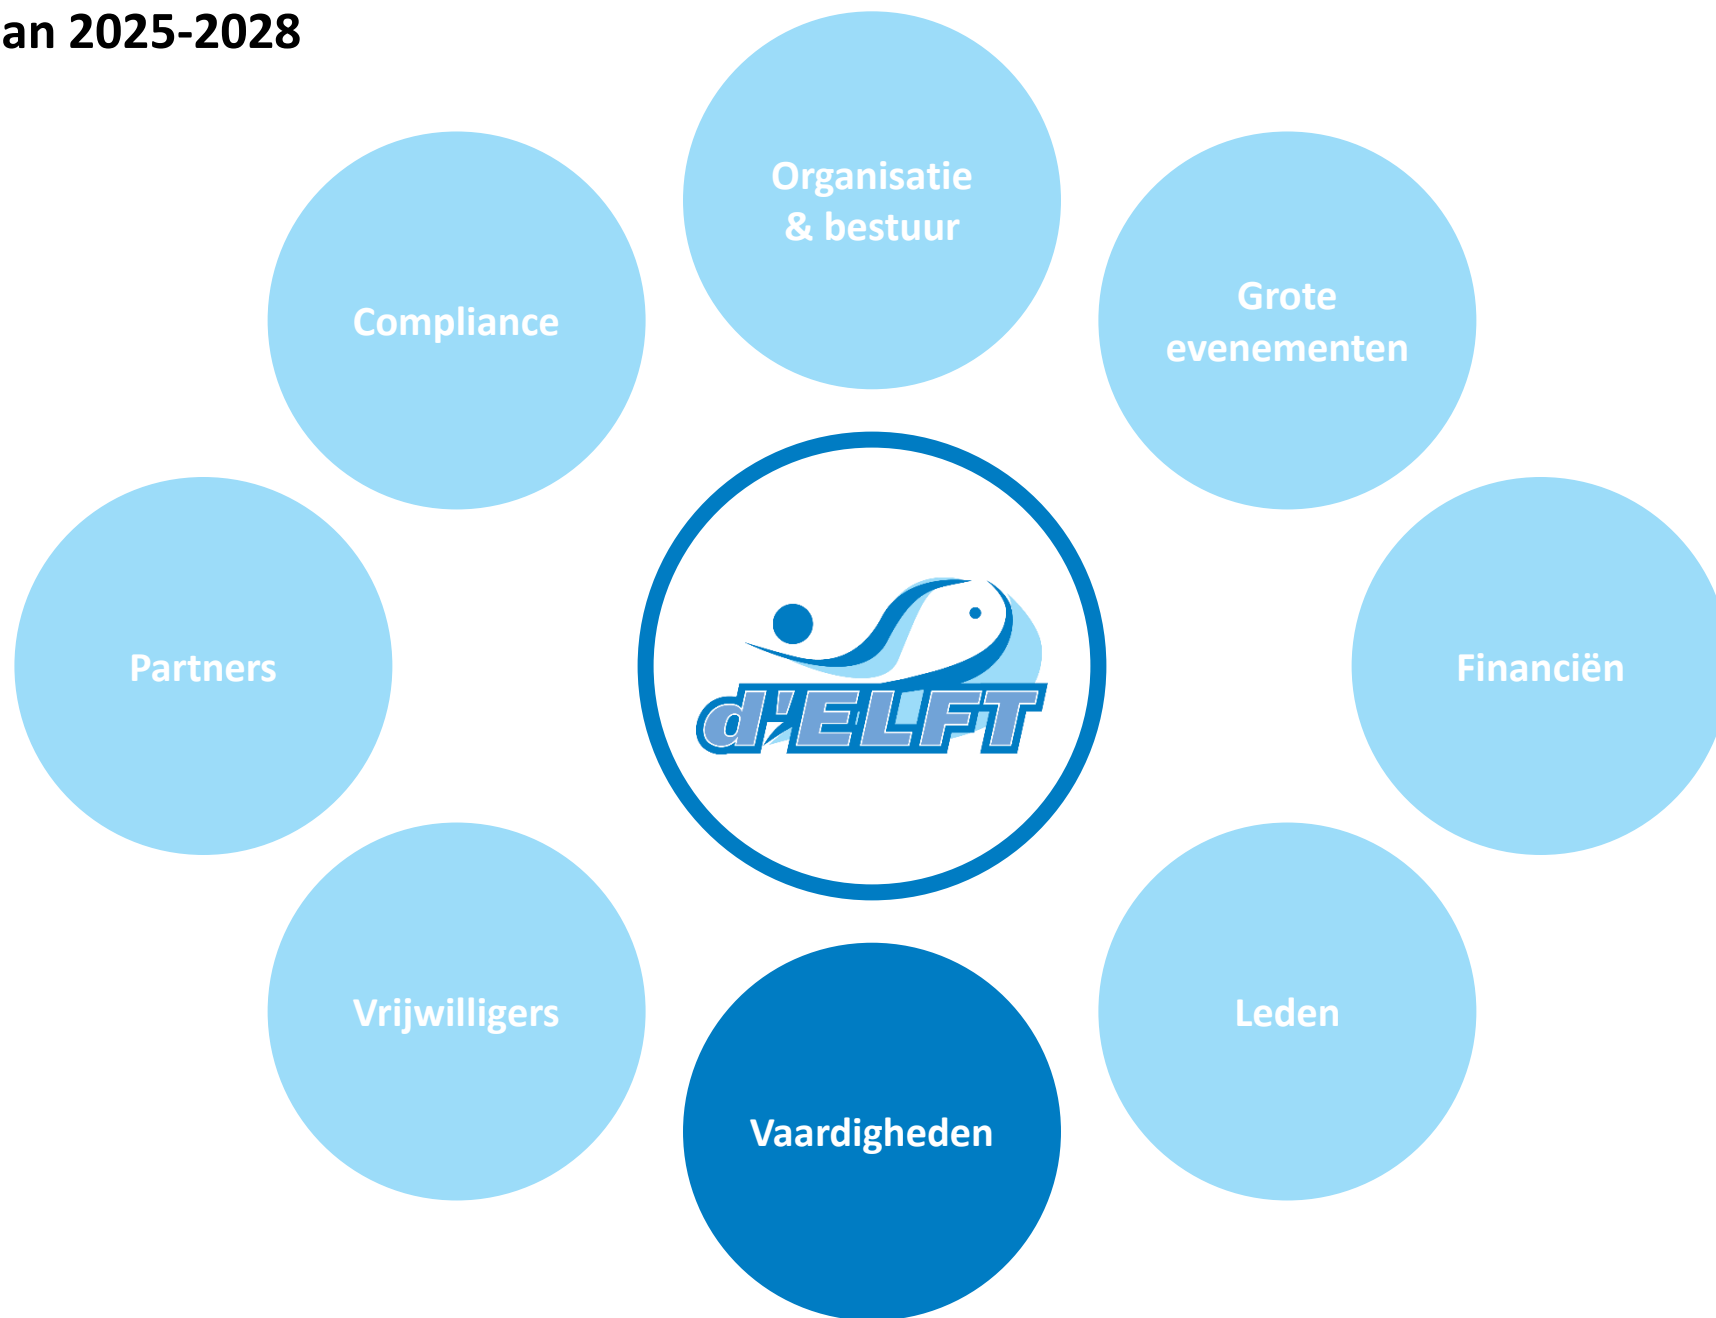 an 2025-2028
Organisatie
& bestuur
Grote
evenementen
Compliance
Partners
Financiën
d'ELFT
Vrijwilligers
Leden
Vaardigheden